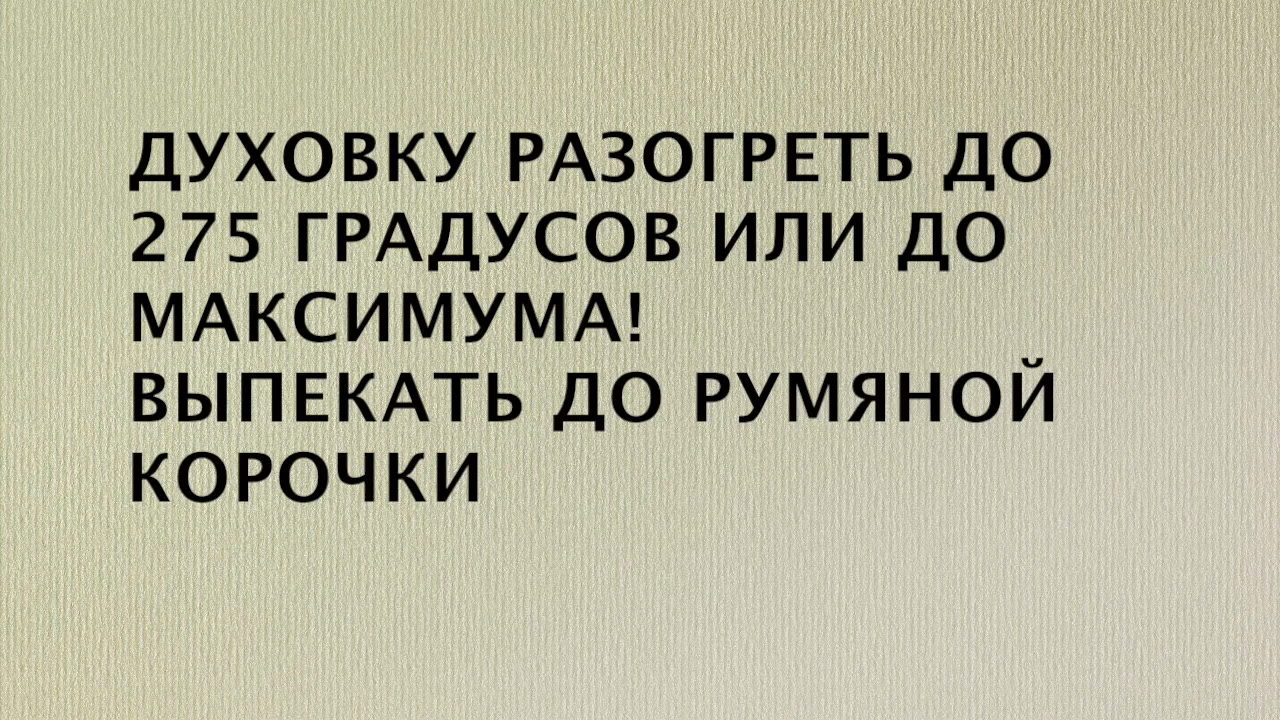 ДУХОВКУ РАЗОГРЕТЬ ДО
275 ГРАДУСОВ ИЛИ ДО
МАКСИМУМА!
ВЫПЕКАТЬ ДО РУМЯНОЙ
КОРОЧКИ